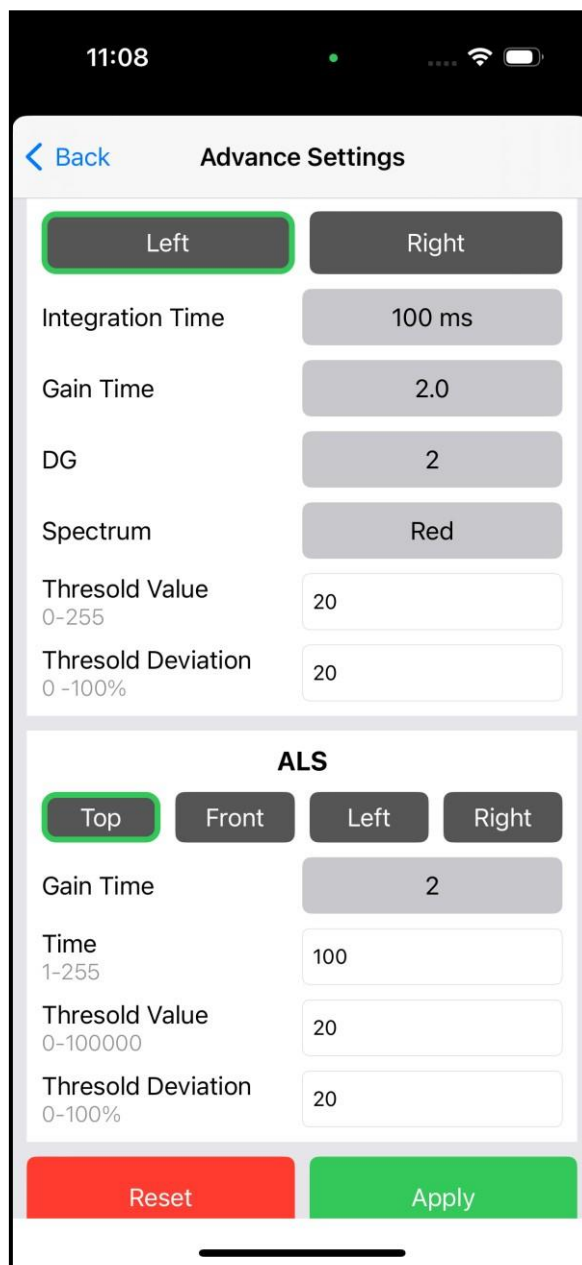 11:08
Back Advance Settings
Left Right
Integration Time 100 ms
Gain Time 2.0
DG 2
Spectrum Red
Thresold Value 20
0-255
Thresold Deviation 20
0 -100%
ALS
Top Front Left Right
Gain Time 2
Time 100
1-255
Thresold Value 20
0-100000
Thresold Deviation 20
0-100%
Reset Apply